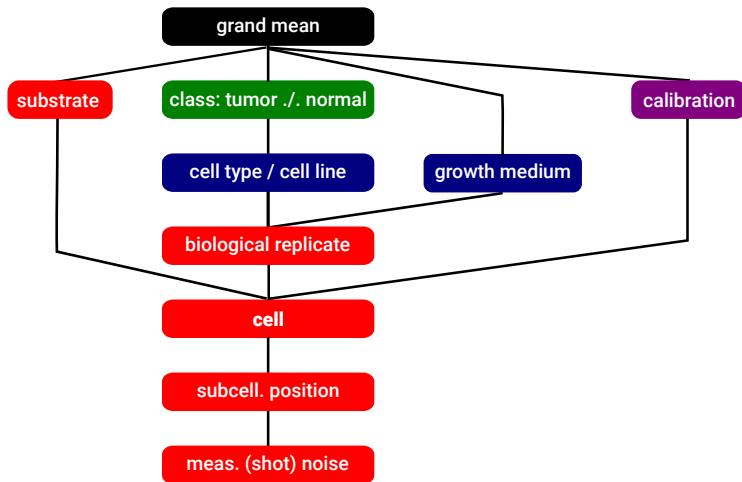 grand mean
substrate
class: tumor ./. normal
calibration
cell type / cell line
growth medium
biological replicate
cell
subcell. position
meas. (shot) noise